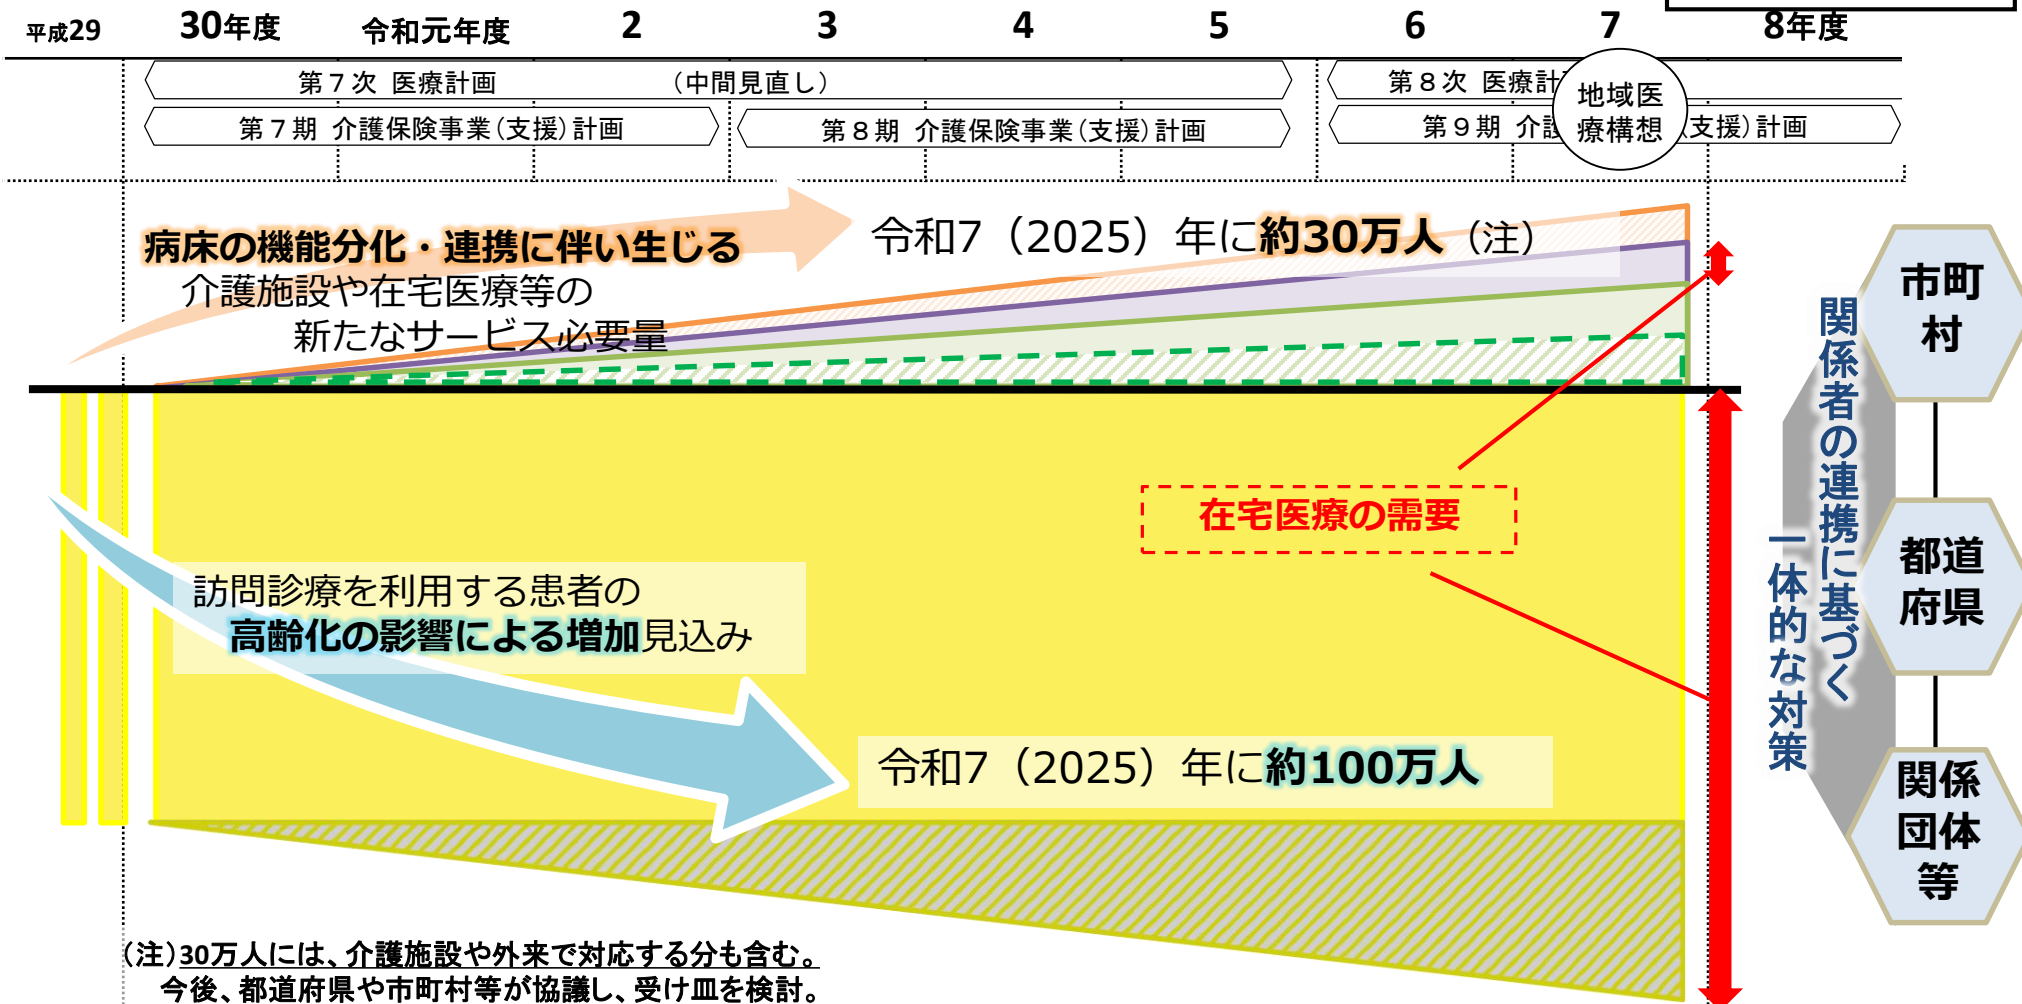 平成29 30年度 令和元年度 2 3 4 5 6 7 8年度
第７次 医療計画 （中間見直し） 第８次 医療計
第７期 介護保険事業（支援）計画 第８期 介護保険事業（支援）計画 第９期 介護 （支援）計画
地域医
療構想
病床の機能分化・連携に伴い生じる
介護施設や在宅医療等の
新たなサービス必要量
令和7（2025）年に約30万人（注）
在宅医療の需要
訪問診療を利用する患者の
高齢化の影響による増加見込み
令和7（2025）年に約100万人
関係者の連携に基づく
一体的な対策
市町
村
都道
府県
関係
団体
等
（注）30万人には、介護施設や外来で対応する分も含む。
今後、都道府県や市町村等が協議し、受け皿を検討。